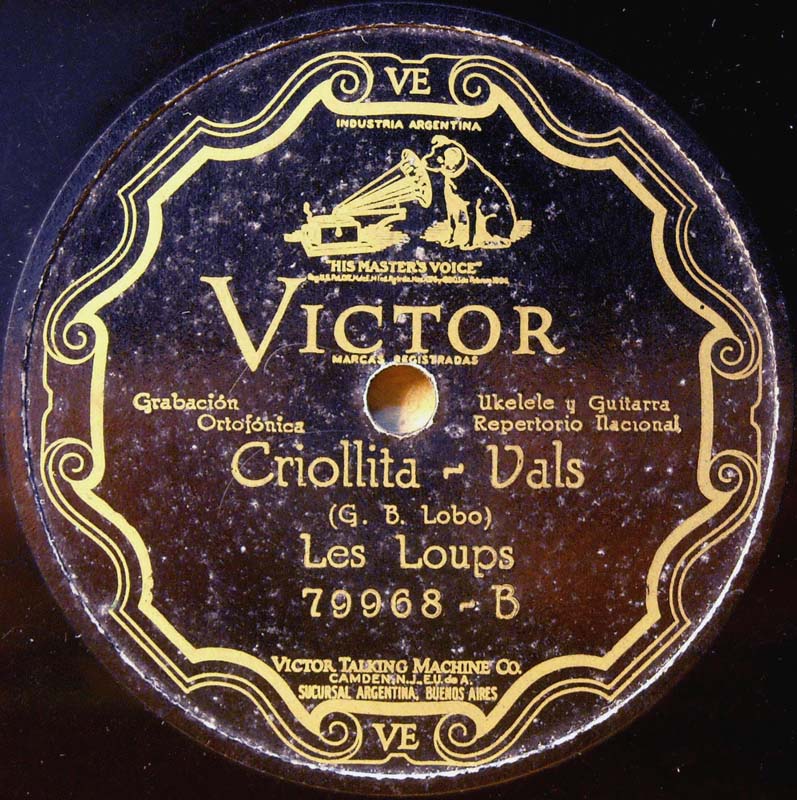 VE
INDUSTRIA ARGENTINA
"HIS MASTER'S VOICE"
VICTOR
MARCAS REGISTRADAS
Grabación
Ortofónica
Ukelele y Guitarra
Repertorio Nacional
Criollita - Vals
(G. B. Lobo)
Les Loups
79968 - B
VICTOR TALKING MACHINE CO.
CAMDEN, N.J., E.U. de A.
SUCURSAL ARGENTINA, BUENOS AIRES
VE